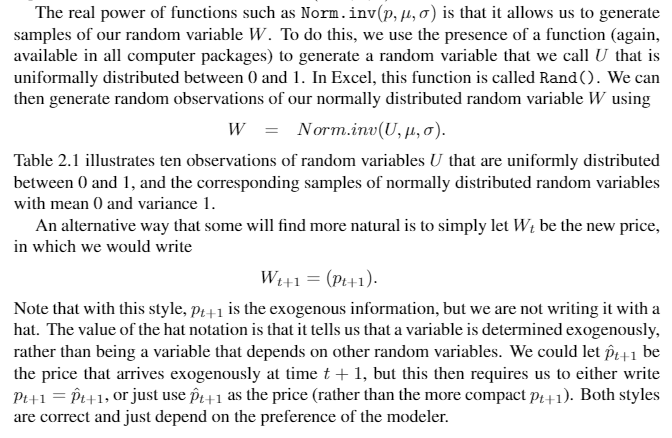 The real power of functions such as Norm.inv(p, μ, σ) is that it allows us to generate
samples of our random variable W. To do this, we use the presence of a function (again,
available in all computer packages) to generate a random variable that we call U that is
uniformly distributed between 0 and 1. In Excel, this function is called Rand(). We can
then generate random observations of our normally distributed random variable W using
W = Norm.inv(U, μ, σ).
Table 2.1 illustrates ten observations of random variables U that are uniformly distributed
between 0 and 1, and the corresponding samples of normally distributed random variables
with mean 0 and variance 1.
An alternative way that some will find more natural is to simply let Wₜ be the new price,
in which we would write
Wₜ₊₁ = (pₜ₊₁).
Note that with this style, pₜ₊₁ is the exogenous information, but we are not writing it with a
hat. The value of the hat notation is that it tells us that a variable is determined exogenously,
rather than being a variable that depends on other random variables. We could let p̂ₜ₊₁ be
the price that arrives exogenously at time t + 1, but this then requires us to either write
pₜ₊₁ = p̂ₜ₊₁, or just use p̂ₜ₊₁ as the price (rather than the more compact pₜ₊₁). Both styles
are correct and just depend on the preference of the modeler.